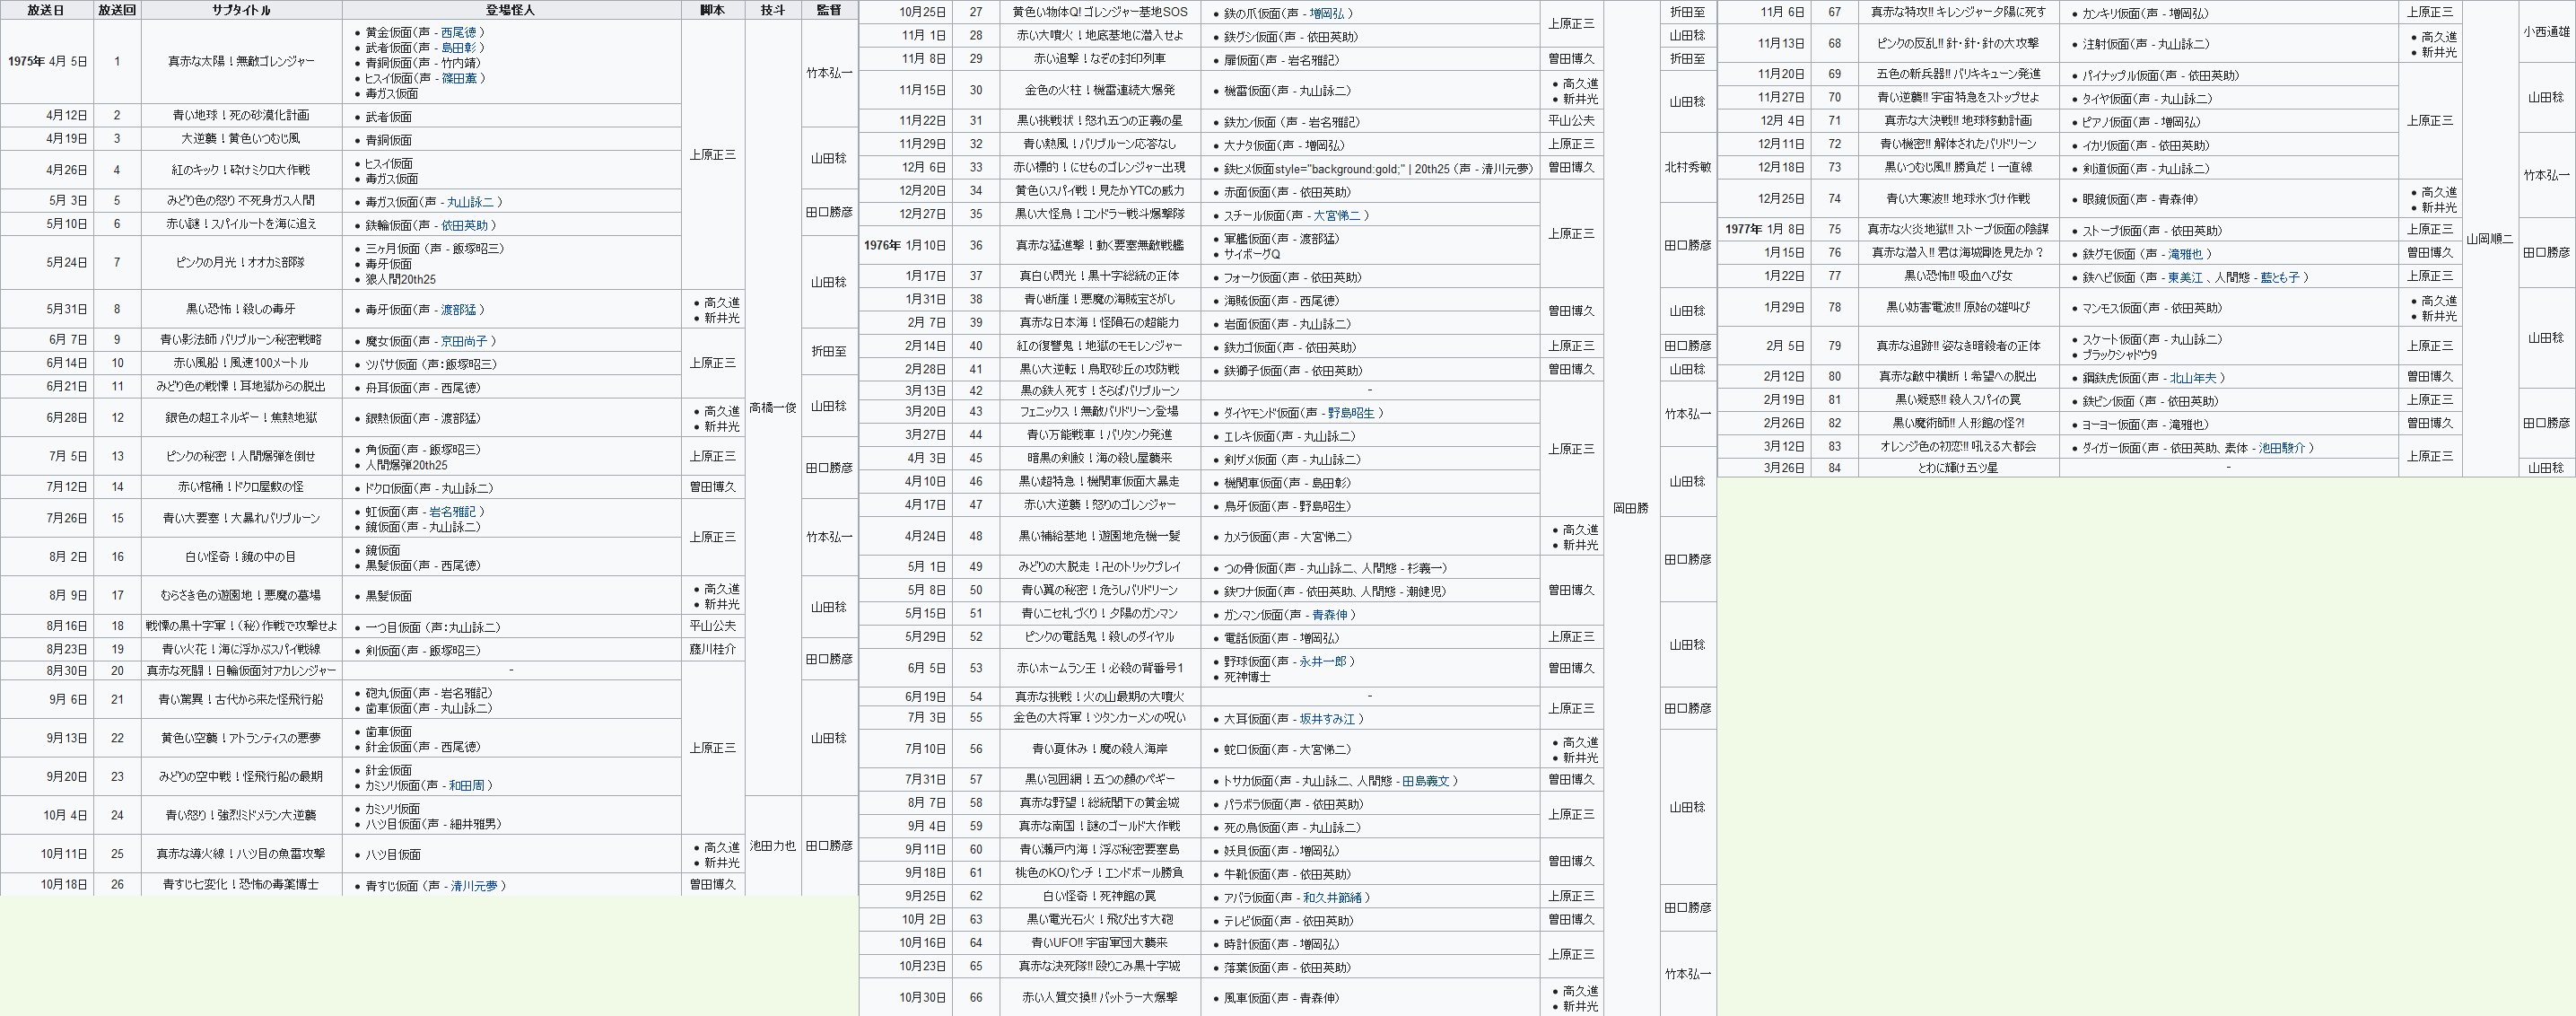 放送日 放送回 サブタイトル 登場怪人 脚本 技斗 監督
1975年 4月 5日 1 真赤な太陽！無敵ゴレンジャー
黄金仮面（声 - 西尾徳）
武者仮面（声 - 島田彰）
青銅仮面（声 - 竹内靖）
ヒスイ仮面（声 - 篠田薫）
毒ガス仮面
上原正三 高橋一俊 竹本弘一
4月12日 2 青い地球！死の砂漠化計画 武者仮面
4月19日 3 大逆襲！黄色いつむじ風 青銅仮面 山田稔
4月26日 4 紅のキック！砕けミクロ大作戦
ヒスイ仮面
毒ガス仮面
5月 3日 5 みどり色の怒り 不死身ガス人間 毒ガス仮面（声 - 丸山詠二） 田口勝彦
5月10日 6 赤い謎！スパイルートを海に追え 鉄輪仮面（声 - 依田英助）
5月24日 7 ピンクの月光！オオカミ部隊
三ヶ月仮面（声 - 飯塚昭三）
毒牙仮面
狼人間20th25
山田稔
5月31日 8 黒い恐怖！殺しの毒牙 毒牙仮面（声 - 渡部猛）
高久進
新井光
6月 7日 9 青い影法師 バリブルーン秘密戦略 魔女仮面（声 - 京田尚子） 上原正三 折田至
6月14日 10 赤い風船！風速100メートル ツバサ仮面（声：飯塚昭三）
6月21日 11 みどり色の戦慄！耳地獄からの脱出 舟耳仮面（声 - 西尾徳） 山田稔
6月28日 12 銀色の超エネルギー！焦熱地獄 銀熱仮面（声 - 渡部猛）
高久進
新井光
7月 5日 13 ピンクの秘密！人間爆弾を倒せ
角仮面（声 - 飯塚昭三）
人間爆弾20th25
上原正三 田口勝彦
7月12日 14 赤い棺桶！ドクロ屋敷の怪 ドクロ仮面（声 - 丸山詠二） 曽田博久
7月26日 15 青い大要塞！大暴れバリブルーン
虹仮面（声 - 岩名雅記）
鏡仮面（声 - 丸山詠二）
上原正三 竹本弘一
8月 2日 16 白い怪奇！鏡の中の目
鏡仮面
黒髪仮面（声 - 西尾徳）
8月 9日 17 むらさき色の遊園地！悪魔の墓場 黒髪仮面
高久進
新井光
山田稔
8月16日 18 戦慄の黒十字軍！（秘）作戦で攻撃せよ 一つ目仮面（声：丸山詠二） 平山公夫
8月23日 19 青い火花！海に浮かぶスパイ戦線 剣仮面（声 - 飯塚昭三） 藤川桂介 田口勝彦
8月30日 20 真赤な死闘！日輪仮面対アカレンジャー - 上原正三
9月 6日 21 青い驚異！古代から来た怪飛行船
砲丸仮面（声 - 岩名雅記）
歯車仮面（声 - 丸山詠二）
山田稔
9月13日 22 黄色い空襲！アトランティスの悪夢
歯車仮面
針金仮面（声 - 西尾徳）
9月20日 23 みどりの空中戦！怪飛行船の最期
針金仮面
カミソリ仮面（声 - 和田周）
10月 4日 24 青い怒り！強烈ミドメラン大逆襲
カミソリ仮面
八ツ目仮面（声 - 細井雅男）
池田力也 田口勝彦
10月11日 25 真赤な導火線！八ツ目の魚雷攻撃 八ツ目仮面
高久進
新井光
10月18日 26 青すじ七変化！恐怖の毒薬博士 青すじ仮面（声 - 清川元夢） 曽田博久
10月25日 27 黄色い物体Q! ゴレンジャー基地SOS 鉄の爪仮面（声 - 増岡弘） 上原正三 岡田勝 折田至
11月 1日 28 赤い大噴火！地底基地に潜入せよ 鉄グシ仮面（声 - 依田英助） 山田稔
11月 8日 29 赤い追撃！なぞの封印列車 扉仮面（声 - 岩名雅記） 曽田博久 折田至
11月15日 30 金色の火柱！機雷連続大爆発 機雷仮面（声 - 丸山詠二）
高久進
新井光
山田稔
11月22日 31 黒い挑戦状！怒れ五つの正義の星 鉄カン仮面（声 - 岩名雅記） 平山公夫
11月29日 32 青い熱風！バリブルーン応答なし 大ナタ仮面（声 - 増岡弘） 上原正三 北村秀敏
12月 6日 33 赤い標的！にせものゴレンジャー出現 鉄ヒメ仮面style="background:gold;" | 20th25（声 - 清川元夢） 曽田博久
12月20日 34 黄色いスパイ戦！見たかYTCの威力 赤面仮面（声 - 依田英助） 上原正三
12月27日 35 黒い大怪鳥！コンドラー戦斗爆撃隊 スチール仮面（声 - 大宮悌二） 田口勝彦
1976年 1月10日 36 真赤な猛進撃！動く要塞無敵戦艦
軍艦仮面（声 - 渡部猛）
サイボーグQ
1月17日 37 真白い閃光！黒十字総統の正体 フォーク仮面（声 - 依田英助）
1月31日 38 青い断崖！悪魔の海賊宝さがし 海賊仮面（声 - 西尾徳） 曽田博久 山田稔
2月 7日 39 真赤な日本海！怪隕石の超能力 岩面仮面（声 - 丸山詠二）
2月14日 40 紅の復讐鬼！地獄のモモレンジャー 鉄カゴ仮面（声 - 依田英助） 上原正三 田口勝彦
2月28日 41 黒い大逆転！鳥取砂丘の攻防戦 鉄獅子仮面（声 - 依田英助） 曽田博久 山田稔
3月13日 42 黒の鉄人死す！さらばバリブルーン - 上原正三 竹本弘一
3月20日 43 フェニックス！無敵バリドリーン登場 ダイヤモンド仮面（声 - 野島昭生）
3月27日 44 青い万能戦車！バリタンク発進 エレキ仮面（声 - 丸山詠二）
4月 3日 45 暗黒の剣鮫！海の殺し屋襲来 剣ザメ仮面（声 - 丸山詠二） 山田稔
4月10日 46 黒い超特急！機関車仮面大暴走 機関車仮面（声 - 島田彰）
4月17日 47 赤い大逆襲！怒りのゴレンジャー 鳥牙仮面（声 - 野島昭生）
4月24日 48 黒い補給基地！遊園地危機一髪 カメラ仮面（声 - 大宮悌二）
高久進
新井光
田口勝彦
5月 1日 49 みどりの大脱走！卍のトリックプレイ つの骨仮面（声 - 丸山詠二、人間態 - 杉義一） 曽田博久
5月 8日 50 青い翼の秘密！危うしバリドリーン 鉄ワナ仮面（声 - 依田英助、人間態 - 潮健児）
5月15日 51 青いニセ札づくり！夕陽のガンマン ガンマン仮面（声 - 青森伸） 山田稔
5月29日 52 ピンクの電話鬼！殺しのダイヤル 電話仮面（声 - 増岡弘） 上原正三
6月 5日 53 赤いホームラン王！必殺の背番号1
野球仮面（声 - 永井一郎）
死神博士
曽田博久
6月19日 54 真赤な挑戦！火の山最期の大噴火 - 上原正三 田口勝彦
7月 3日 55 金色の大将軍！ツタンカーメンの呪い 大耳仮面（声 - 坂井すみ江）
7月10日 56 青い夏休み！魔の殺人海岸 蛇口仮面（声 - 大宮悌二）
高久進
新井光
山田稔
7月31日 57 黒い包囲網！五つの顔のペギー トサカ仮面（声 - 丸山詠二、人間態 - 田島義文） 曽田博久
8月 7日 58 真赤な野望！総統閣下の黄金城 パラボラ仮面（声 - 依田英助） 上原正三
9月 4日 59 真赤な南国！謎のゴールド大作戦 死の鳥仮面（声 - 丸山詠二）
9月11日 60 青い瀬戸内海！浮ぶ秘密要塞島 妖貝仮面（声 - 増岡弘） 曽田博久
9月18日 61 桃色のKOパンチ！エンドボール勝負 牛靴仮面（声 - 依田英助）
9月25日 62 白い怪奇！死神館の罠 アバラ仮面（声 - 和久井節緒） 上原正三 田口勝彦
10月 2日 63 黒い電光石火！飛び出す大砲 テレビ仮面（声 - 依田英助） 曽田博久
10月16日 64 青いUFO!! 宇宙軍団大襲来 時計仮面（声 - 増岡弘） 上原正三 竹本弘一
10月23日 65 真赤な決死隊!! 殴りこみ黒十字城 落葉仮面（声 - 依田英助）
10月30日 66 赤い人質交換!! バットラー大爆撃 風車仮面（声 - 青森伸）
高久進
新井光
11月 6日 67 真赤な特攻!! キレンジャー夕陽に死す カンキリ仮面（声 - 増岡弘） 上原正三 山岡順二 小西通雄
11月13日 68 ピンクの反乱!! 針・針・針の大攻撃 注射仮面（声 - 丸山詠二）
高久進
新井光
11月20日 69 五色の新兵器!! バリキキューン発進 パイナップル仮面（声 - 依田英助） 上原正三 山田稔
11月27日 70 青い逆襲!! 宇宙特急をストップせよ タイヤ仮面（声 - 丸山詠二）
12月 4日 71 真赤な大決戦!! 地球移動計画 ピアノ仮面（声 - 増岡弘）
12月11日 72 青い機密!! 解体されたバリドリーン イカリ仮面（声 - 依田英助） 竹本弘一
12月18日 73 黒いつむじ風!! 勝負だ！一直線 剣道仮面（声 - 丸山詠二）
12月25日 74 青い大寒波!! 地球氷づけ作戦 眼鏡仮面（声 - 青森伸）
高久進
新井光
1977年 1月 8日 75 真赤な火炎地獄!! ストーブ仮面の陰謀 ストーブ仮面（声 - 依田英助） 上原正三 田口勝彦
1月15日 76 真赤な潜入!! 君は海城剛を見たか？ 鉄グモ仮面（声 - 滝雅也） 曽田博久
1月22日 77 黒い恐怖!! 吸血へび女 鉄ヘビ仮面（声 - 東美江、人間態 - 藍とも子） 上原正三
1月29日 78 黒い妨害電波!! 原始の雄叫び マンモス仮面（声 - 依田英助）
高久進
新井光
山田稔
2月 5日 79 真赤な追跡!! 姿なき暗殺者の正体
スケート仮面（声 - 丸山詠二）
ブラックシャドウ9
上原正三
2月12日 80 真赤な敵中横断！希望への脱出 鋼鉄虎仮面（声 - 北山年夫） 曽田博久
2月19日 81 黒い疑惑!! 殺人スパイの罠 鉄ビン仮面（声 - 依田英助） 上原正三 田口勝彦
2月26日 82 黒い魔術師!! 人形館の怪?! ヨーヨー仮面（声 - 滝雅也） 曽田博久
3月12日 83 オレンジ色の初恋!! 吼える大都会 ダイガー仮面（声 - 依田英助、素体 - 池田駿介） 上原正三
3月26日 84 とわに輝け五ツ星 - 山田稔